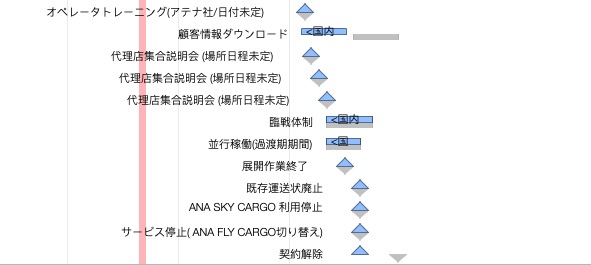 オペレータトレーニング(アテナ社/日付未定)
顧客情報ダウンロード <国内
代理店集合説明会 (場所日程未定)
代理店集合説明会 (場所日程未定)
代理店集合説明会 (場所日程未定)
臨戦体制 <国内
並行稼働(過渡期期間) <国
展開作業終了
既存運送状廃止
ANA SKY CARGO 利用停止
サービス停止( ANA FLY CARGO切り替え)
契約解除